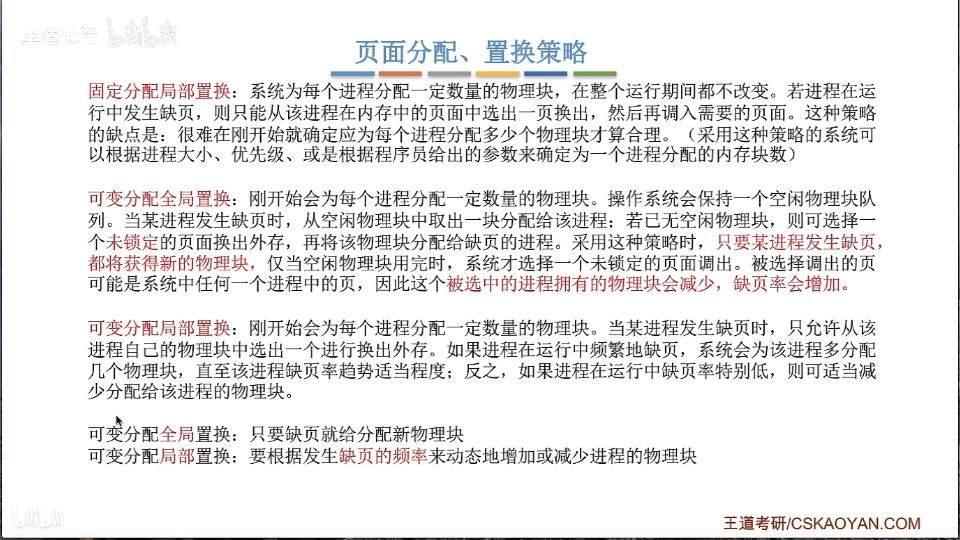 王道考研 bilibili
页面分配、置换策略
固定分配局部置换：系统为每个进程分配一定数量的物理块，在整个运行期间都不改变。若进程在运
行中发生缺页，则只能从该进程在内存中的页面中选出一页换出，然后再调入需要的页面。这种策略
的缺点是：很难在刚开始就确定应为每个进程分配多少个物理块才算合理。（采用这种策略的系统可
以根据进程大小、优先级、或是根据程序员给出的参数来确定为一个进程分配的内存块数）
可变分配全局置换：刚开始会为每个进程分配一定数量的物理块。操作系统会保持一个空闲物理块队
列。当某进程发生缺页时，从空闲物理块中取出一块分配给该进程；若已无空闲物理块，则可选择一
个未锁定的页面换出外存，再将该物理块分配给缺页的进程。采用这种策略时，只要某进程发生缺页，
都将获得新的物理块，仅当空闲物理块用完时，系统才选择一个未锁定的页面调出。被选择调出的页
可能是系统中任何一个进程中的页，因此这个被选中的进程拥有的物理块会减少，缺页率会增加。
可变分配局部置换：刚开始会为每个进程分配一定数量的物理块。当某进程发生缺页时，只允许从该
进程自己的物理块中选出一个进行换出外存。如果进程在运行中频繁地缺页，系统会为该进程多分配
几个物理块，直至该进程缺页率趋势适当程度；反之，如果进程在运行中缺页率特别低，则可适当减
少分配给该进程的物理块。
可变分配全局置换：只要缺页就给分配新物理块
可变分配局部置换：要根据发生缺页的频率来动态地增加或减少进程的物理块
bilibili
王道考研/CSKAOYAN.COM